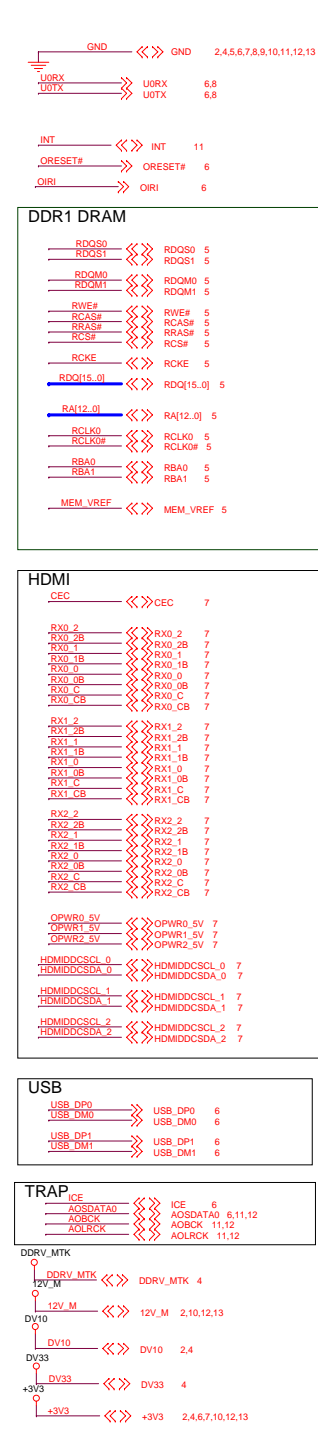 GND GND 2,4,5,6,7,8,9,10,11,12,13
U0RX U0RX 6,8
U0TX U0TX 6,8
INT INT 11
ORESET# ORESET# 6
OIRI OIRI 6
DDR1 DRAM
RDQS0 RDQS0 5
RDQS1 RDQS1 5
RDQM0 RDQM0 5
RDQM1 RDQM1 5
RWE# RWE# 5
RCAS# RCAS# 5
RRAS# RRAS# 5
RCS# RCS# 5
RCKE RCKE 5
RDQ[15..0] RDQ[15..0] 5
RA[12..0] RA[12..0] 5
RCLK0 RCLK0 5
RCLK0# RCLK0# 5
RBA0 RBA0 5
RBA1 RBA1 5
MEM_VREF MEM_VREF 5
HDMI
CEC CEC 7
RX0_2 RX0_2 7
RX0_2B RX0_2B 7
RX0_1 RX0_1 7
RX0_1B RX0_1B 7
RX0_0 RX0_0 7
RX0_0B RX0_0B 7
RX0_C RX0_C 7
RX0_CB RX0_CB 7
RX1_2 RX1_2 7
RX1_2B RX1_2B 7
RX1_1 RX1_1 7
RX1_1B RX1_1B 7
RX1_0 RX1_0 7
RX1_0B RX1_0B 7
RX1_C RX1_C 7
RX1_CB RX1_CB 7
RX2_2 RX2_2 7
RX2_2B RX2_2B 7
RX2_1 RX2_1 7
RX2_1B RX2_1B 7
RX2_0 RX2_0 7
RX2_0B RX2_0B 7
RX2_C RX2_C 7
RX2_CB RX2_CB 7
OPWR0_5V OPWR0_5V 7
OPWR1_5V OPWR1_5V 7
OPWR2_5V OPWR2_5V 7
HDMIDDCSCL_0 HDMIDDCSCL_0 7
HDMIDDCSDA_0 HDMIDDCSDA_0 7
HDMIDDCSCL_1 HDMIDDCSCL_1 7
HDMIDDCSDA_1 HDMIDDCSDA_1 7
HDMIDDCSCL_2 HDMIDDCSCL_2 7
HDMIDDCSDA_2 HDMIDDCSDA_2 7
USB
USB_DP0 USB_DP0 6
USB_DM0 USB_DM0 6
USB_DP1 USB_DP1 6
USB_DM1 USB_DM1 6
TRAP
ICE ICE 6
AOSDATA0 AOSDATA0 6,11,12
AOBCK AOBCK 11,12
AOLRCK AOLRCK 11,12
DDRV_MTK
DDRV_MTK DDRV_MTK 4
12V_M
12V_M 12V_M 2,10,12,13
DV10
DV10 DV10 2,4
DV33
DV33 DV33 4
+3V3
+3V3 +3V3 2,4,6,7,10,12,13